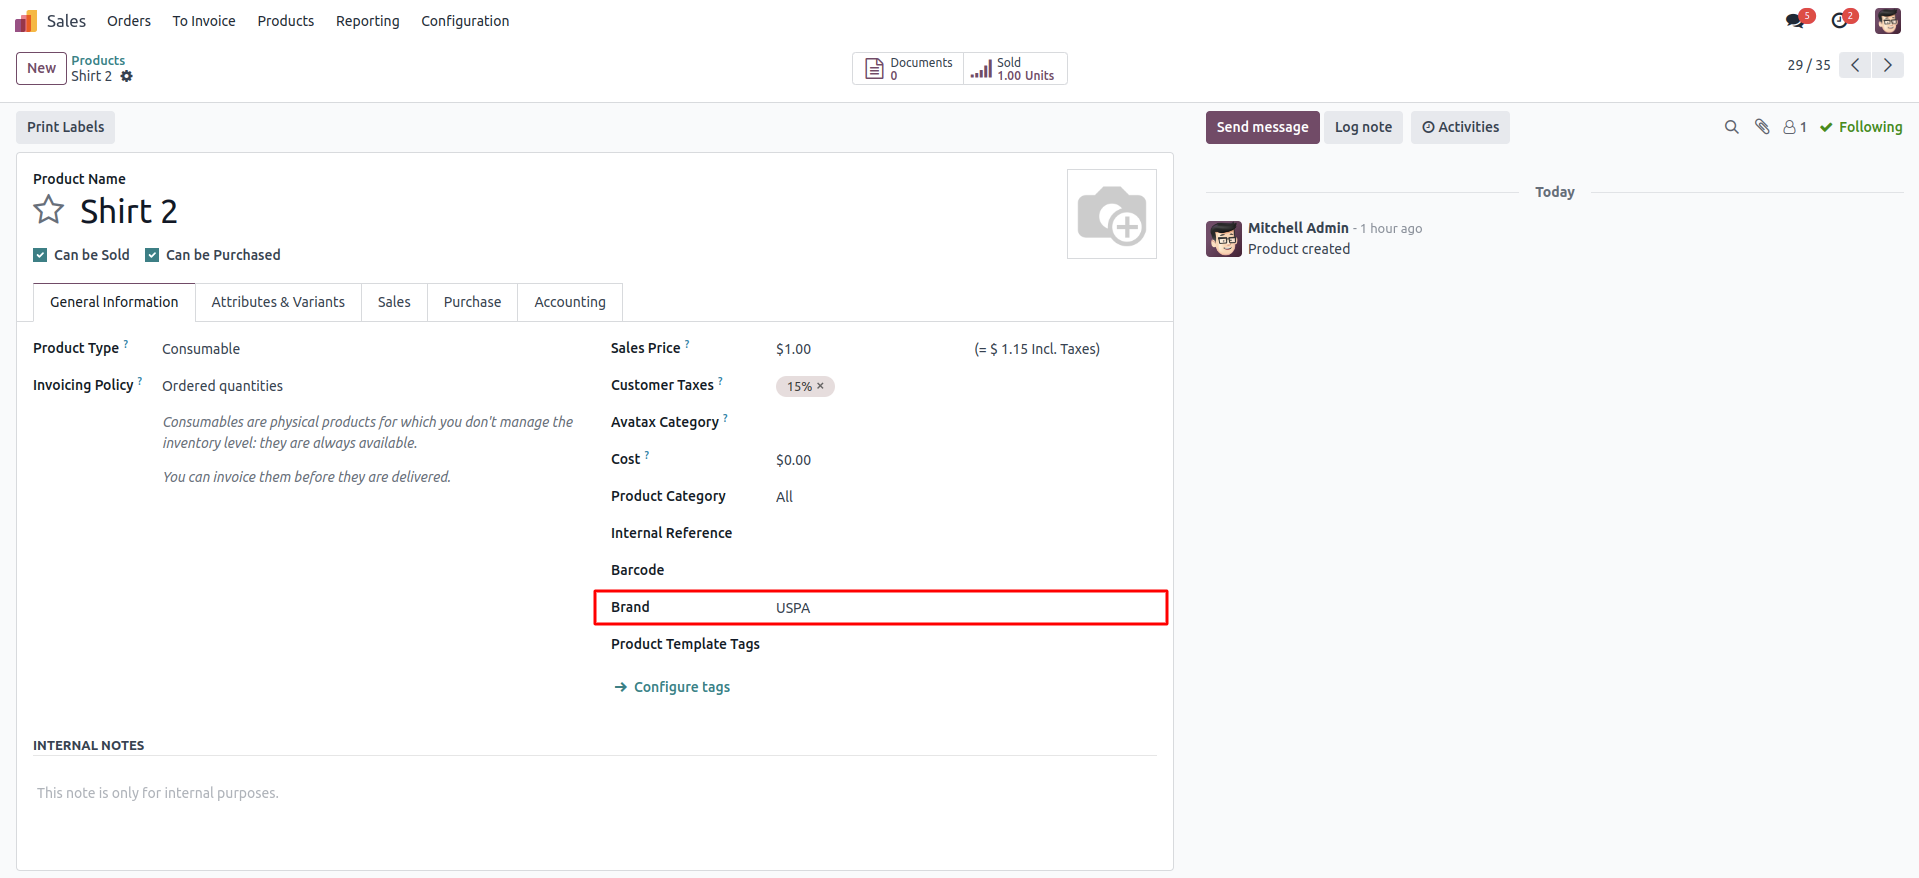 Sales Orders To Invoice Products Reporting Configuration 5 2
New Products
Shirt 2
Documents
0
Sold
1.00 Units
29 / 35
Print Labels
Send message Log note Activities 1 Following
Product Name
Shirt 2
Can be Sold Can be Purchased
General Information Attributes & Variants Sales Purchase Accounting
Product Type ? Consumable
Invoicing Policy ? Ordered quantities
Consumables are physical products for which you don't manage the
inventory level: they are always available.
You can invoice them before they are delivered.
Sales Price ? $1.00 (= $ 1.15 Incl. Taxes)
Customer Taxes ? 15% ×
Avatax Category ?
Cost ? $0.00
Product Category All
Internal Reference
Barcode
Brand USPA
Product Template Tags
→ Configure tags
INTERNAL NOTES
This note is only for internal purposes.
Today
Mitchell Admin - 1 hour ago
Product created